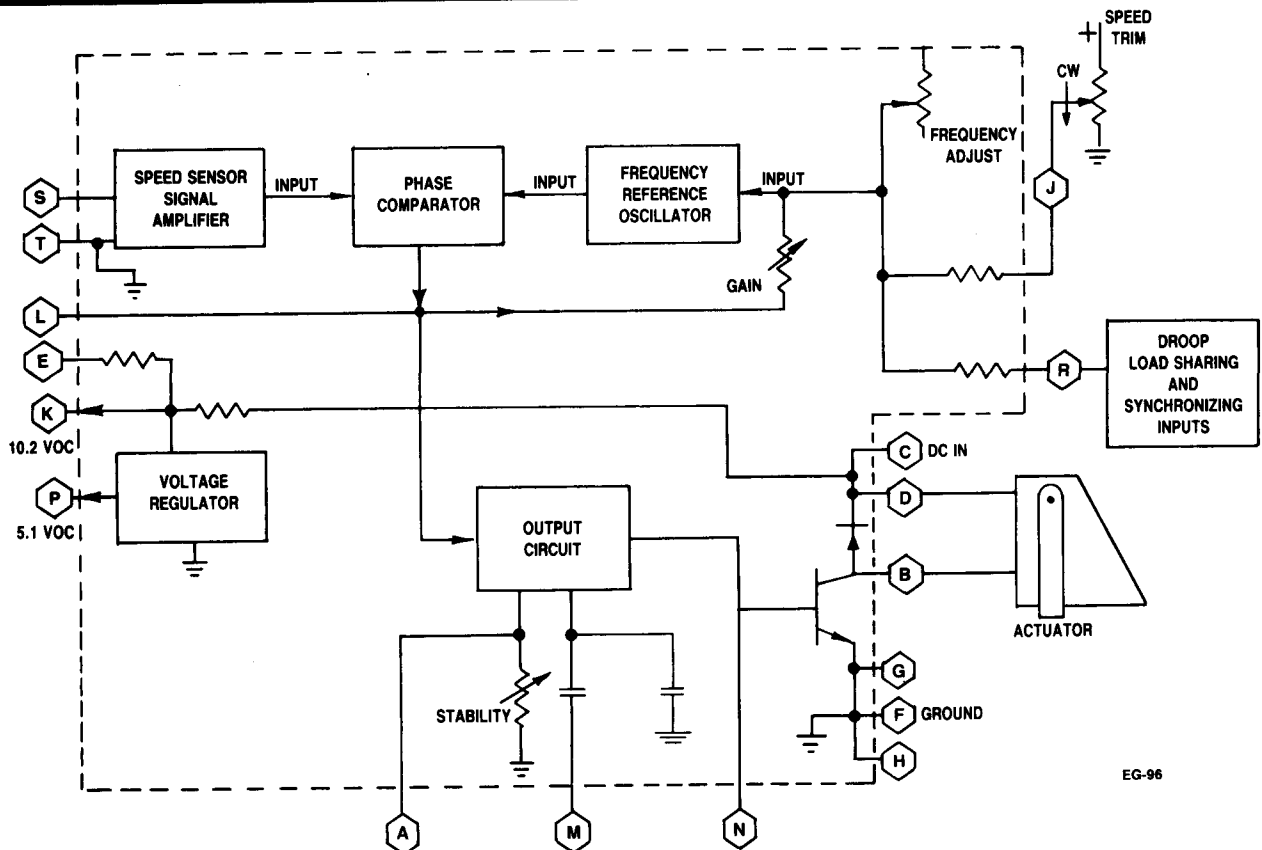 SPEED
TRIM
+
CW
FREQUENCY
ADJUST
SPEED SENSOR
SIGNAL
AMPLIFIER
INPUT
PHASE
COMPARATOR
INPUT
FREQUENCY
REFERENCE
OSCILLATOR
INPUT
S
T
J
GAIN
L
E
K
10.2 VOC
VOLTAGE
REGULATOR
P
5.1 VOC
R
DROOP
LOAD SHARING
AND
SYNCHRONIZING
INPUTS
C DC IN
D
OUTPUT
CIRCUIT
B
ACTUATOR
G
STABILITY
F GROUND
H
EG-96
A
M
N